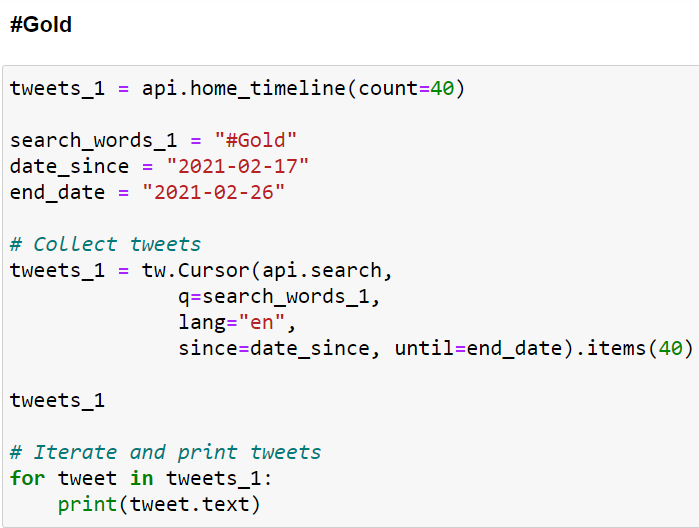 #Gold
tweets_1 = api.home_timeline(count=40)
search_words_1 = "#Gold"
date_since = "2021-02-17"
end_date = "2021-02-26"
# Collect tweets
tweets_1 = tw.Cursor(api.search,
              q=search_words_1,
              lang="en",
              since=date_since, until=end_date).items(40)
tweets_1
# Iterate and print tweets
for tweet in tweets_1:
    print(tweet.text)